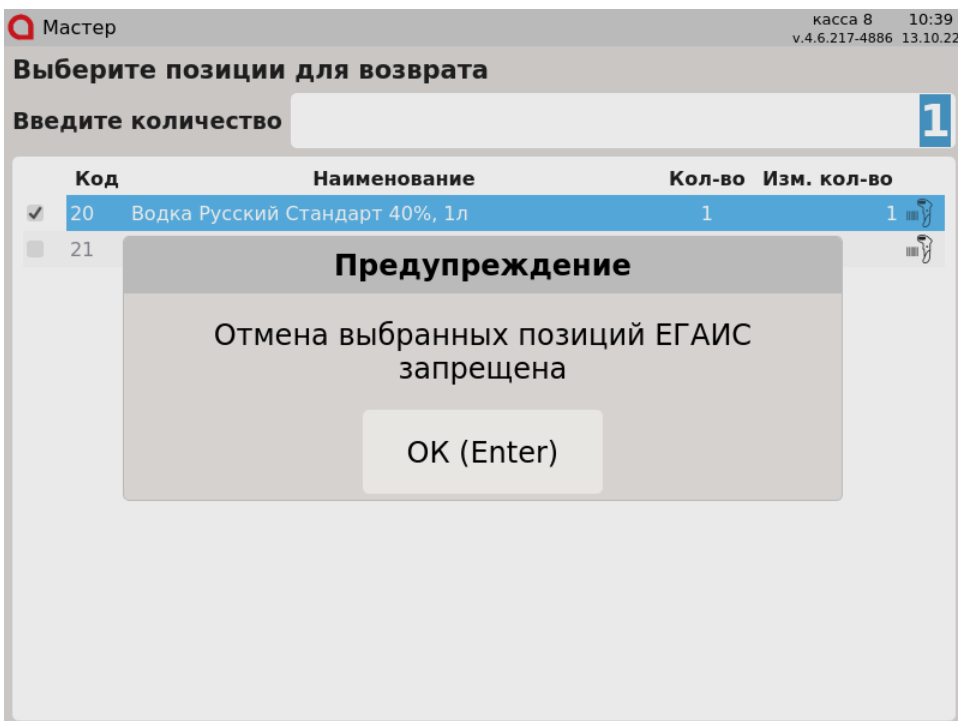 Мастер
касса 8 10:39
v.4.6.217-4886 13.10.22
Выберите позиции для возврата
Введите количество 1
Код Наименование Кол-во Изм. кол-во
20 Водка Русский Стандарт 40%, 1л 1 1
21
Предупреждение
Отмена выбранных позиций ЕГАИС
запрещена
ОК (Enter)